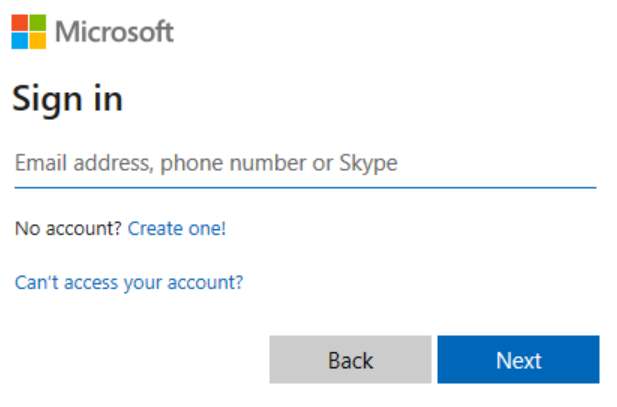 Microsoft
Sign in
Email address, phone number or Skype
No account? Create one!
Can't access your account?
Back
Next